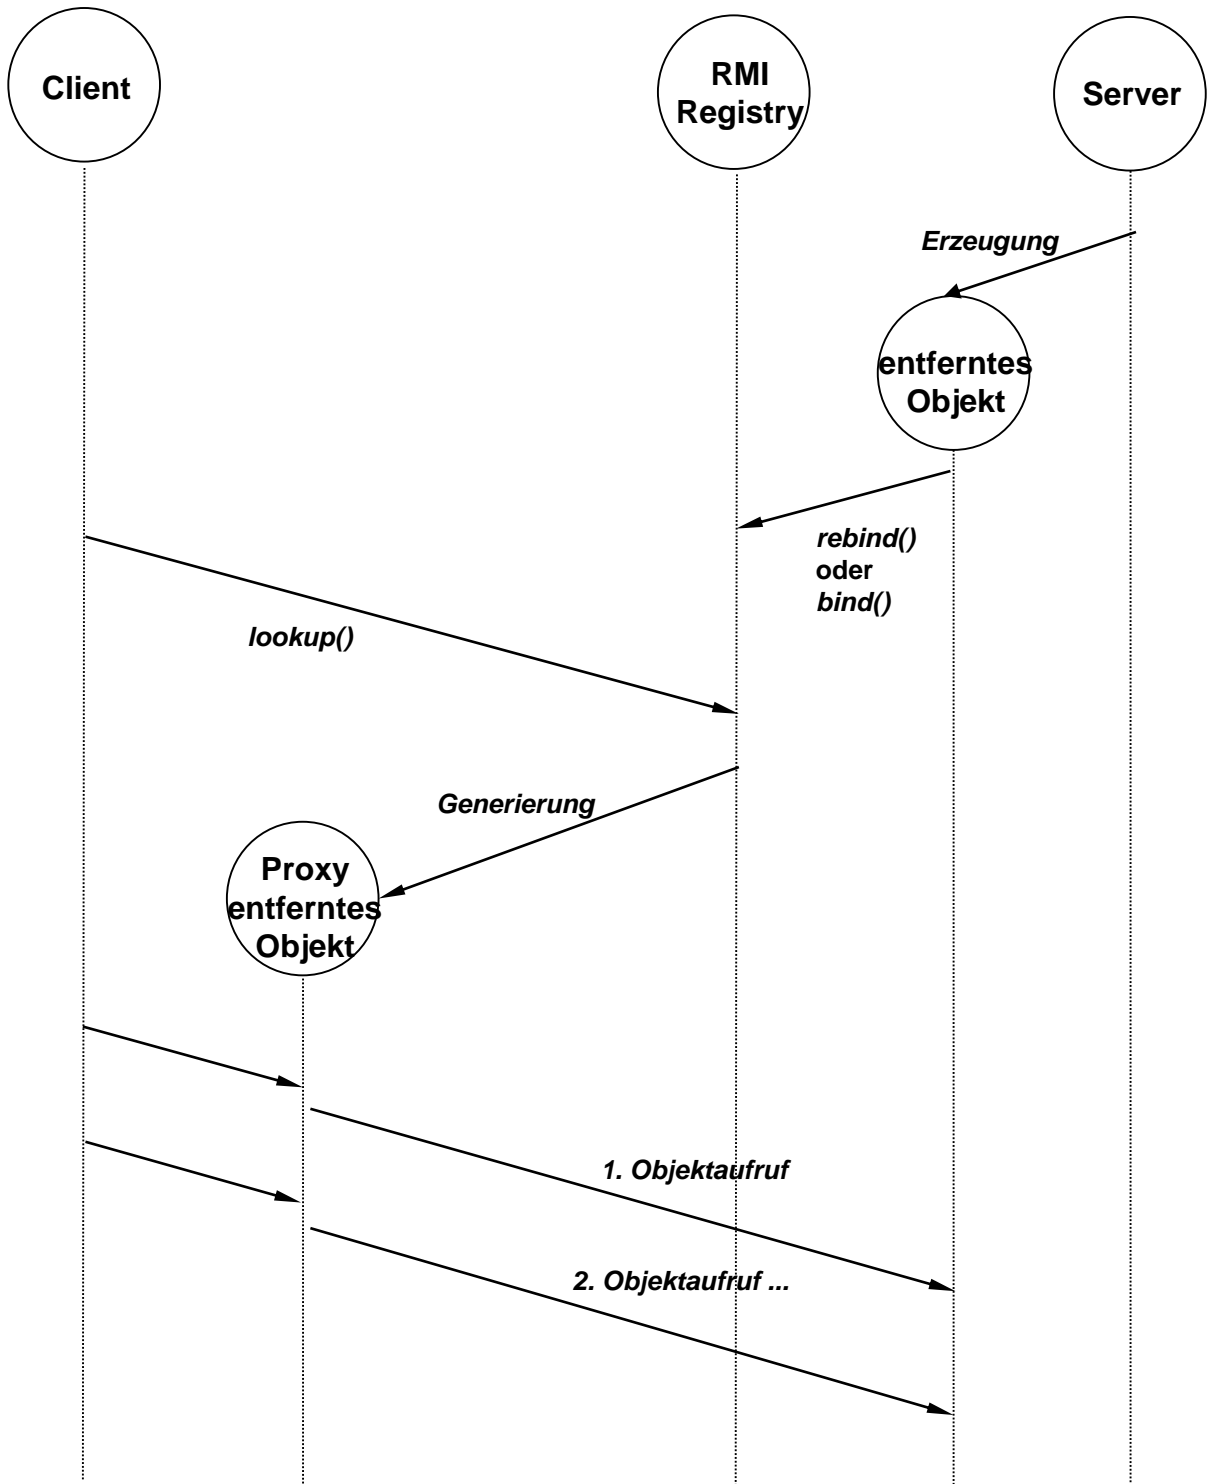 Client
RMI
Registry
Server
Erzeugung
entferntes
Objekt
rebind()
oder
bind()
lookup()
Generierung
Proxy
entferntes
Objekt
1. Objektaufruf
2. Objektaufruf ...